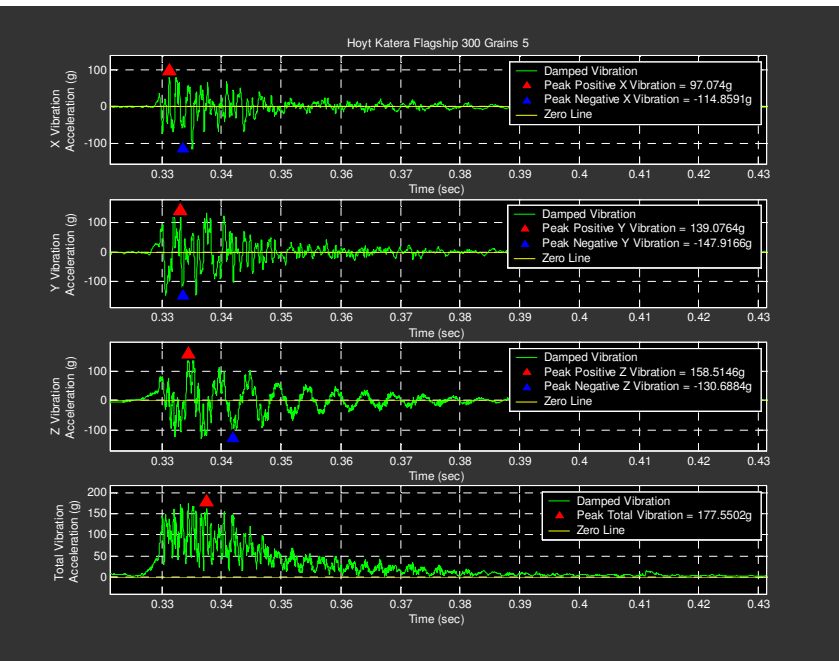 Hoyt Katera Flagship 300 Grains 5
X Vibration
Acceleration (g)
100
0
-100
Damped Vibration
Peak Positive X Vibration = 97.074g
Peak Negative X Vibration = -114.8591g
Zero Line
0.33 0.34 0.35 0.36 0.37 0.38 0.39 0.4 0.41 0.42 0.43
Time (sec)
Y Vibration
Acceleration (g)
100
0
-100
Damped Vibration
Peak Positive Y Vibration = 139.0764g
Peak Negative Y Vibration = -147.9166g
Zero Line
0.33 0.34 0.35 0.36 0.37 0.38 0.39 0.4 0.41 0.42 0.43
Time (sec)
Z Vibration
Acceleration (g)
100
0
-100
Damped Vibration
Peak Positive Z Vibration = 158.5146g
Peak Negative Z Vibration = -130.6884g
Zero Line
0.33 0.34 0.35 0.36 0.37 0.38 0.39 0.4 0.41 0.42 0.43
Time (sec)
Total Vibration
Acceleration (g)
200
150
100
50
0
Damped Vibration
Peak Total Vibration = 177.5502g
Zero Line
0.33 0.34 0.35 0.36 0.37 0.38 0.39 0.4 0.41 0.42 0.43
Time (sec)